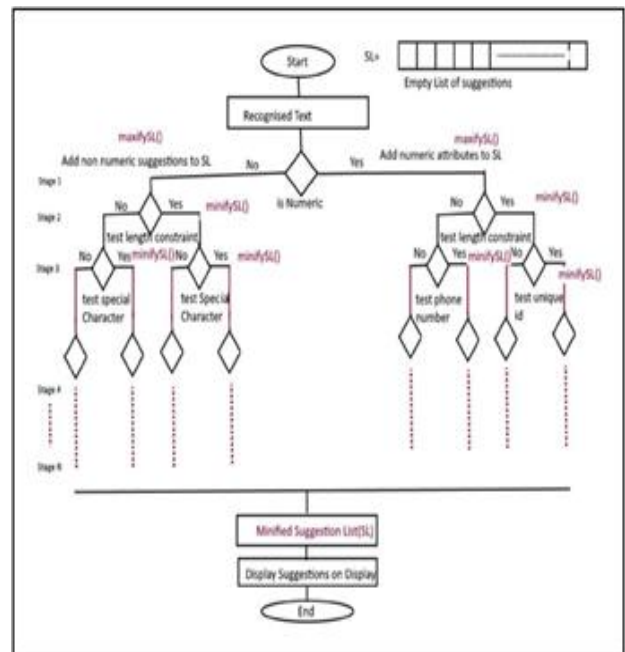 Start
SL=
Empty List of suggestions
Recognised Text
maxifySL()
maxifySL()
Add non numeric suggestions to SL
No
Yes
Add numeric attributes to SL
Stage 1
is Numeric
No
Yes
minifySL()
No
Yes
minifySL()
Stage 2
test length constraint
test length constraint
No
Yes
minifySL()
No
Yes
minifySL()
No
Yes
minifySL()
No
Yes
minifySL()
Stage 3
test special
Character
test Special
Character
test phone
number
test unique
id
Stage 4
Stage N
Minified Suggestion List(SL)
Display Suggestions on Display
End